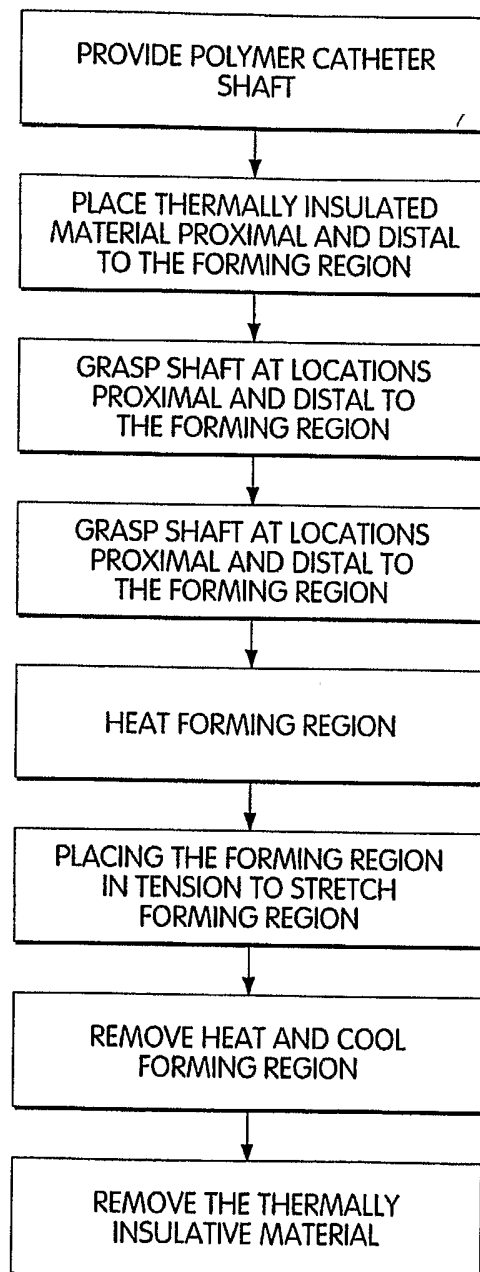 PROVIDE POLYMER CATHETER
SHAFT
PLACE THERMALLY INSULATED
MATERIAL PROXIMAL AND DISTAL
TO THE FORMING REGION
GRASP SHAFT AT LOCATIONS
PROXIMAL AND DISTAL TO
THE FORMING REGION
GRASP SHAFT AT LOCATIONS
PROXIMAL AND DISTAL TO
THE FORMING REGION
HEAT FORMING REGION
PLACING THE FORMING REGION
IN TENSION TO STRETCH
FORMING REGION
REMOVE HEAT AND COOL
FORMING REGION
REMOVE THE THERMALLY
INSULATIVE MATERIAL